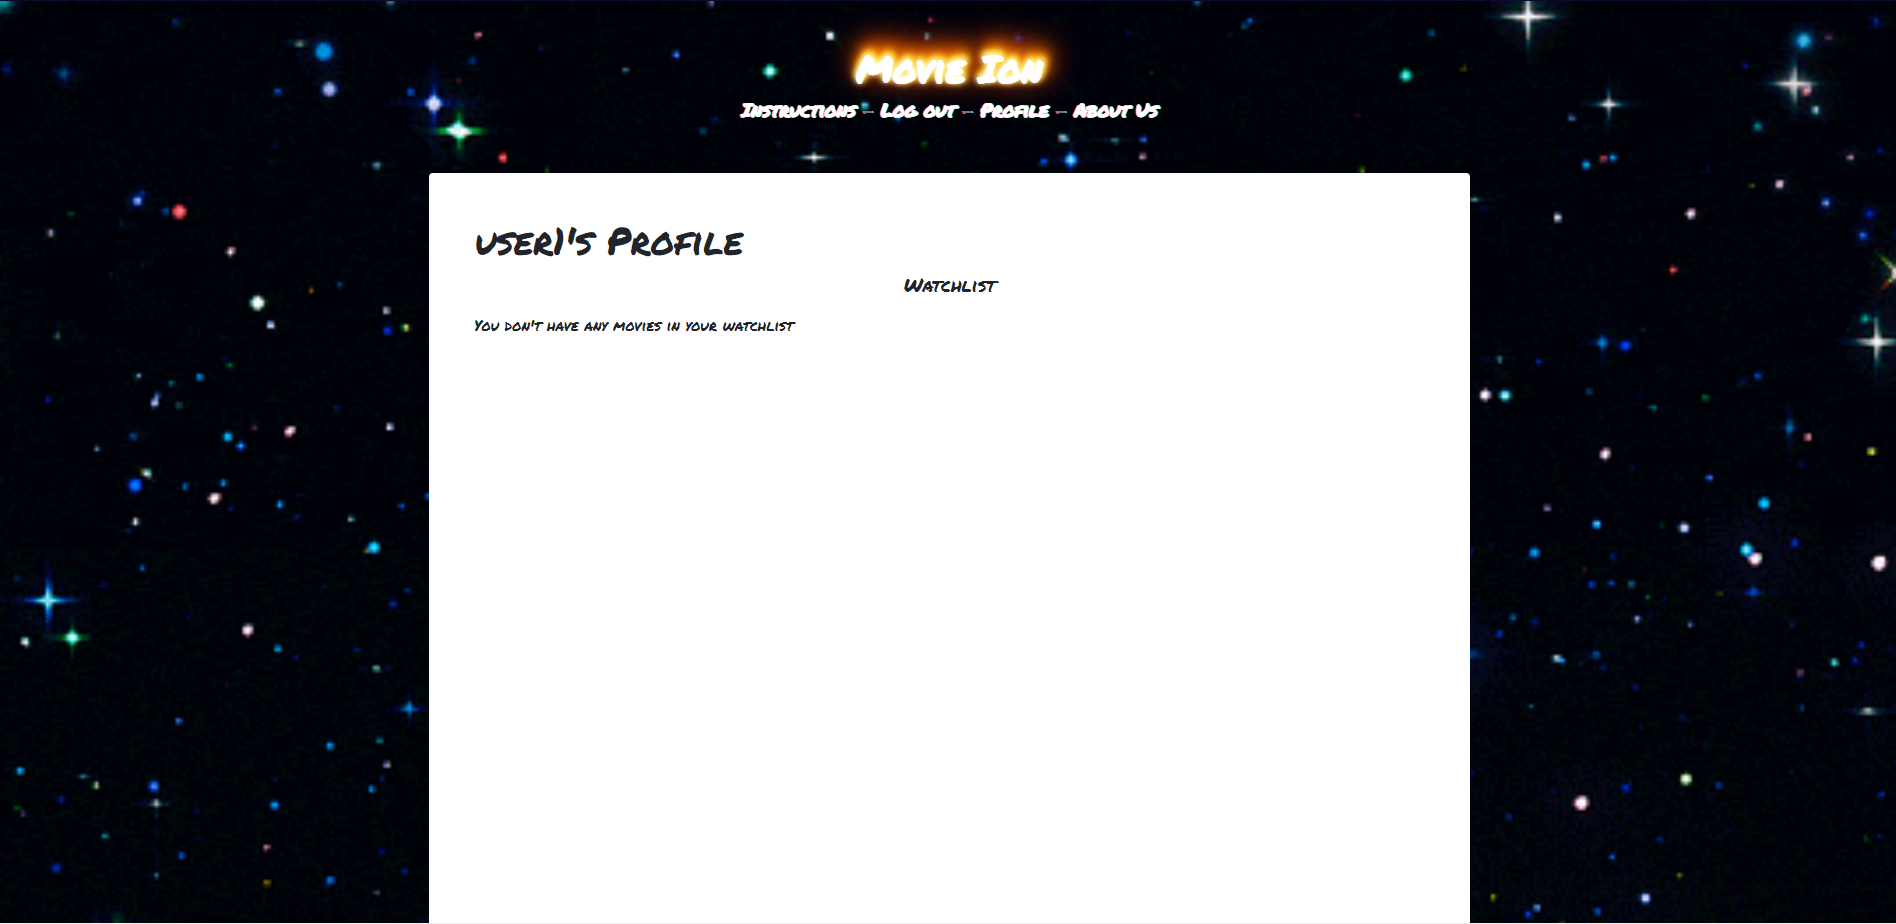 Movie Ion
Instructions - Log out - Profile - About Us
user1's Profile
Watchlist
You don't have any movies in your watchlist